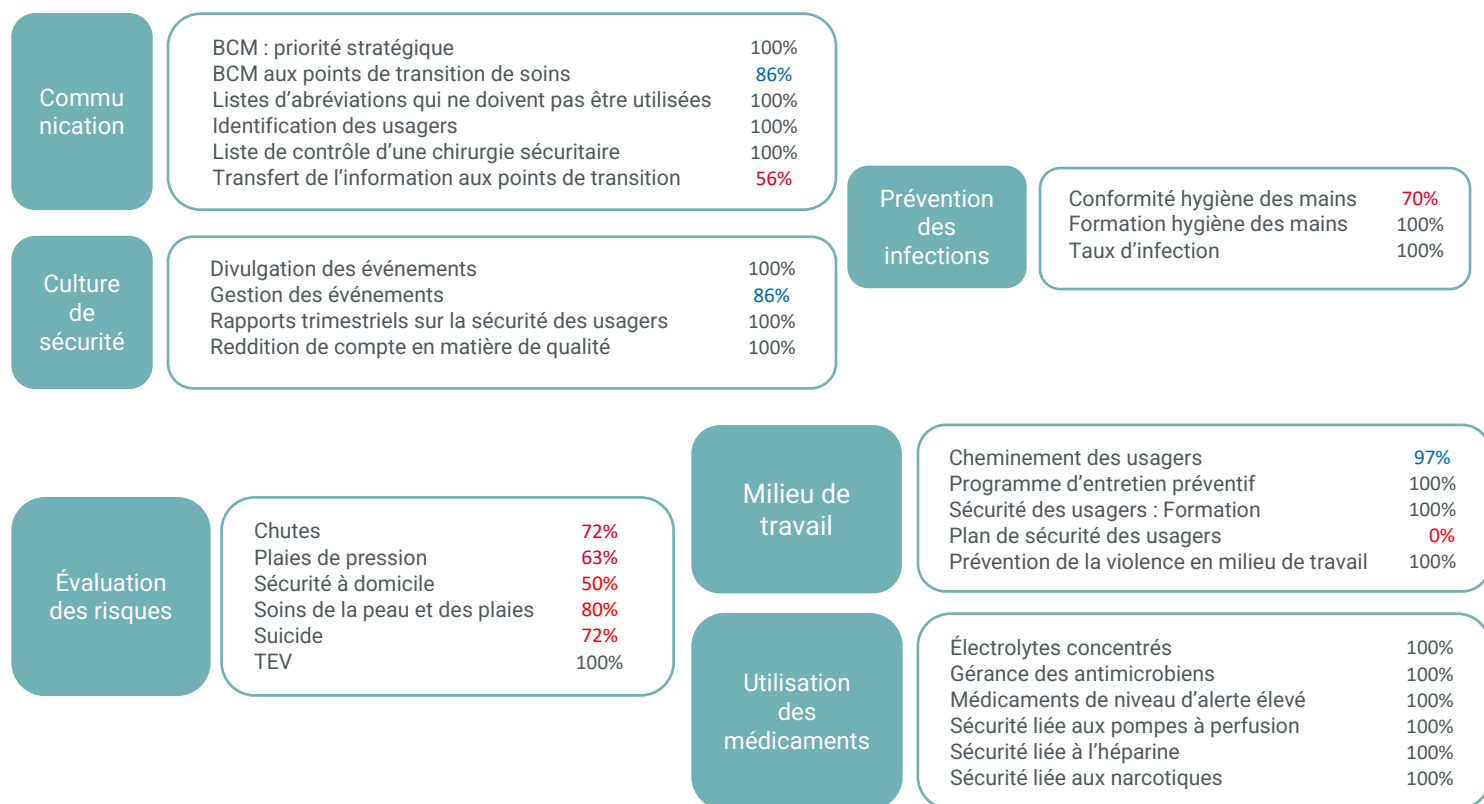 Commu
nication
BCM : priorité stratégique 100%
BCM aux points de transition de soins 86%
Listes d’abréviations qui ne doivent pas être utilisées 100%
Identification des usagers 100%
Liste de contrôle d’une chirurgie sécuritaire 100%
Transfert de l’information aux points de transition 56%
Prévention
des
infections
Conformité hygiène des mains 70%
Formation hygiène des mains 100%
Taux d’infection 100%
Culture
de
sécurité
Divulgation des événements 100%
Gestion des événements 86%
Rapports trimestriels sur la sécurité des usagers 100%
Reddition de compte en matière de qualité 100%
Milieu de
travail
Cheminement des usagers 97%
Programme d’entretien préventif 100%
Sécurité des usagers : Formation 100%
Plan de sécurité des usagers 0%
Prévention de la violence en milieu de travail 100%
Évaluation
des risques
Chutes 72%
Plaies de pression 63%
Sécurité à domicile 50%
Soins de la peau et des plaies 80%
Suicide 72%
TEV 100%
Utilisation
des
médicaments
Électrolytes concentrés 100%
Gérance des antimicrobiens 100%
Médicaments de niveau d’alerte élevé 100%
Sécurité liée aux pompes à perfusion 100%
Sécurité liée à l’héparine 100%
Sécurité liée aux narcotiques 100%